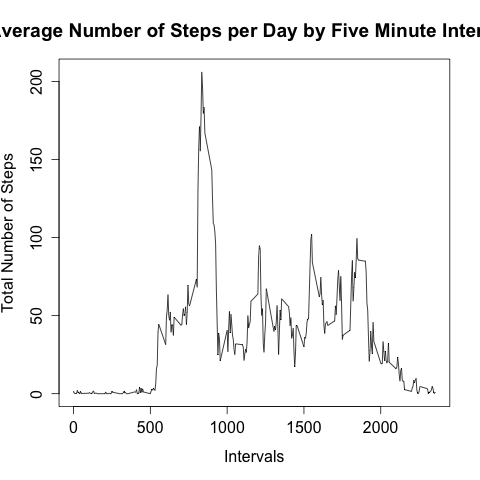 Average Number of Steps per Day by Five Minute Inter
Total Number of Steps
200
150
100
50
0
0 500 1000 1500 2000
Intervals